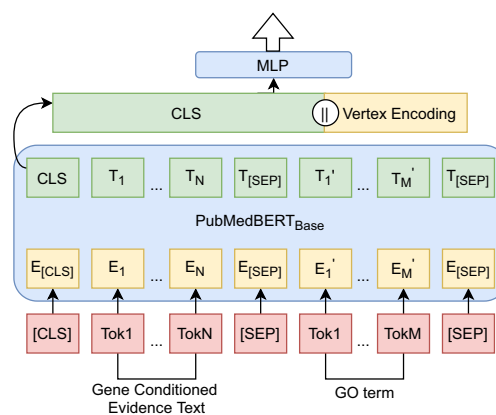 MLP
CLS || Vertex Encoding
CLS T1 ... TN T[SEP] T1' ... TM' T[SEP]
PubMedBERTBase
E[CLS] E1 ... EN E[SEP] E1' ... EM' E[SEP]
[CLS] Tok1 ... TokN [SEP] Tok1 ... TokM [SEP]
Gene Conditioned GO term
Evidence Text